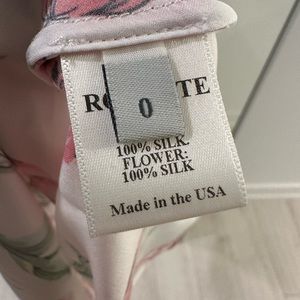 0
100% SILK
FLOWER:
100% SILK
Made in the USA